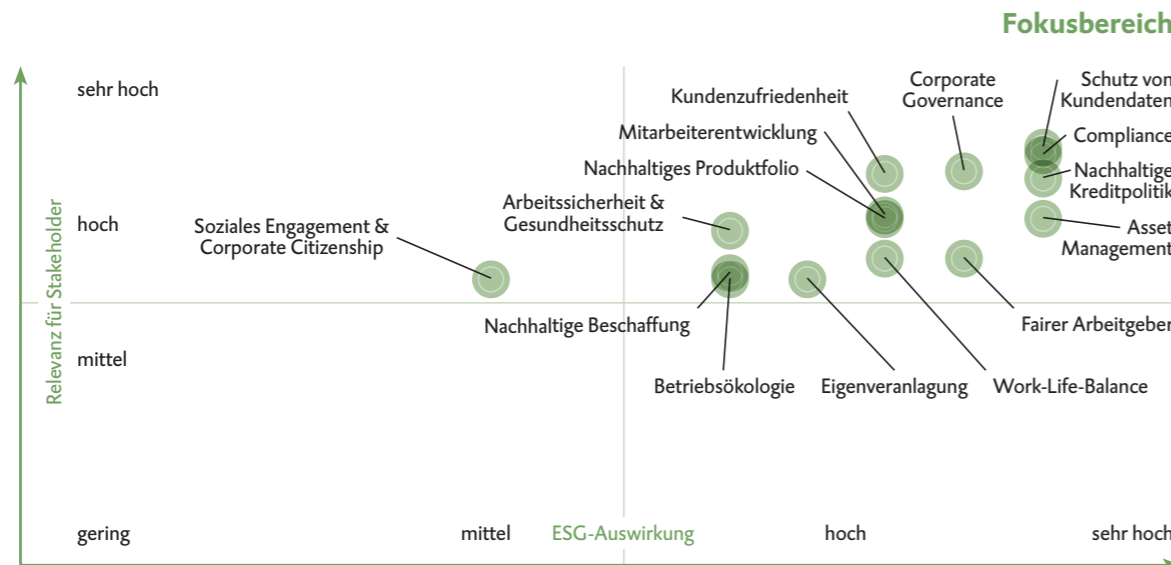 Fokusbereich
sehr hoch
Kundenzufriedenheit
Corporate
Governance
Schutz von
Kundendaten
Mitarbeiterentwicklung
Compliance
Nachhaltiges Produktfolio
Nachhaltige
Kreditpolitik
Arbeitssicherheit &
Gesundheitsschutz
Soziales Engagement &
Corporate Citizenship
hoch
Asset
Management
Relevanz für Stakeholder
Nachhaltige Beschaffung
Fairer Arbeitgeber
mittel
Betriebsökologie
Eigenveranlagung
Work-Life-Balance
gering
mittel
ESG-Auswirkung
hoch
sehr hoch